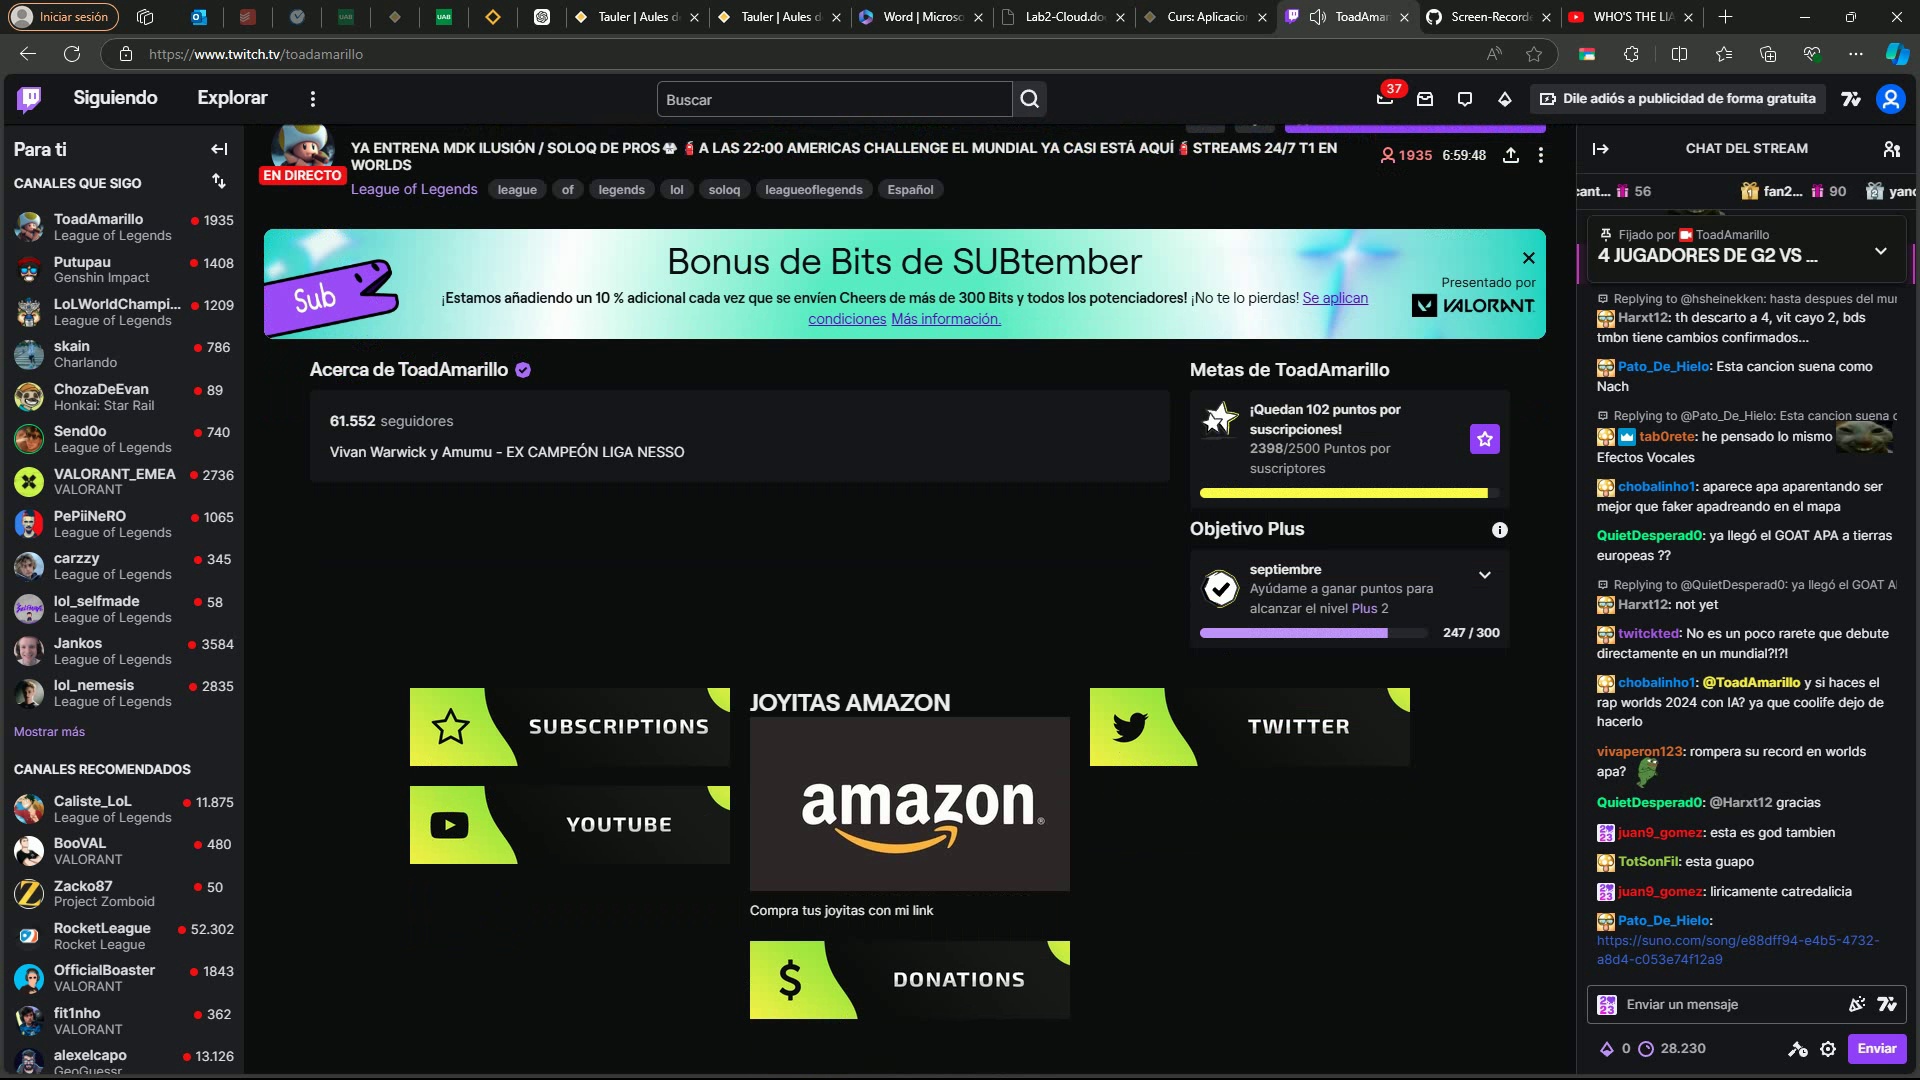 Iniciar sesión
Tauler | Aules d
Tauler | Aules d
Word | Microso
Lab2-Cloud.do
Curs: Aplicacio
ToadAmar
Screen-Record
WHO'S THE LIA
https://www.twitch.tv/toadamarillo
Siguiendo
Explorar
Buscar
37
Dile adiós a publicidad de forma gratuita
Para ti
CANALES QUE SIGO
ToadAmarillo 1935
League of Legends
Putupau 1408
Genshin Impact
LoLWorldChampi... 1209
League of Legends
skain 786
Charlando
ChozaDeEvan 89
Honkai: Star Rail
Send0o 740
League of Legends
VALORANT_EMEA 2736
VALORANT
PePiiNeRO 1065
League of Legends
carzzy 345
League of Legends
lol_selfmade 58
League of Legends
Jankos 3584
League of Legends
lol_nemesis 2835
League of Legends
Mostrar más
CANALES RECOMENDADOS
Caliste_LoL 11.875
League of Legends
BooVAL 480
VALORANT
Zacko87 50
Project Zomboid
RocketLeague 52.302
Rocket League
OfficialBoaster 1843
VALORANT
fit1nho 362
VALORANT
alexelcapo 13.126
GeoGuessr
EN DIRECTO
YA ENTRENA MDK ILUSIÓN / SOLOQ DE PROS A LAS 22:00 AMERICAS CHALLENGE EL MUNDIAL YA CASI ESTÁ AQUÍ STREAMS 24/7 T1 EN
WORLDS
League of Legends league of legends lol soloq leagueoflegends Español
1935 6:59:48
Sub
Bonus de Bits de SUBtember
¡Estamos añadiendo un 10 % adicional cada vez que se envíen Cheers de más de 300 Bits y todos los potenciadores! ¡No te lo pierdas! Se aplican
condiciones Más información.
Presentado por
VALORANT
Acerca de ToadAmarillo
61.552 seguidores
Vivan Warwick y Amumu - EX CAMPEÓN LIGA NESSO
Metas de ToadAmarillo
¡Quedan 102 puntos por
suscripciones!
2398/2500 Puntos por
suscriptores
Objetivo Plus
septiembre
Ayúdame a ganar puntos para
alcanzar el nivel Plus 2
247 / 300
SUBSCRIPTIONS
YOUTUBE
JOYITAS AMAZON
amazon
Compra tus joyitas con mi link
DONATIONS
TWITTER
CHAT DEL STREAM
cant... 56
fan2... 90
yand
Fijado por ToadAmarillo
4 JUGADORES DE G2 VS ...
Replying to @hsheinekken: hasta despues del mur
Harxt12: th descarto a 4, vit cayo 2, bds
tmbn tiene cambios confirmados...
Pato_De_Hielo: Esta cancion suena como
Nach
Replying to @Pato_De_Hielo: Esta cancion suena c
tab0rete: he pensado lo mismo
Efectos Vocales
chobalinho1: aparece apa aparentando ser
mejor que faker apadreando en el mapa
QuietDesperad0: ya llegó el GOAT APA a tierras
europeas ??
Replying to @QuietDesperad0: ya llegó el GOAT A
Harxt12: not yet
twitckted: No es un poco rarete que debute
directamente en un mundial?!?!
chobalinho1: @ToadAmarillo y si haces el
rap worlds 2024 con IA? ya que coolife dejo de
hacerlo
vivaperon123: rompera su record en worlds
apa?
QuietDesperad0: @Harxt12 gracias
juan9_gomez: esta es god tambien
TotSonFil: esta guapo
juan9_gomez: liricamente catredalicia
Pato_De_Hielo:
https://suno.com/song/e88dff94-e4b5-4732-
a8d4-c053e74f12a9
Enviar un mensaje
0 28.230
Enviar